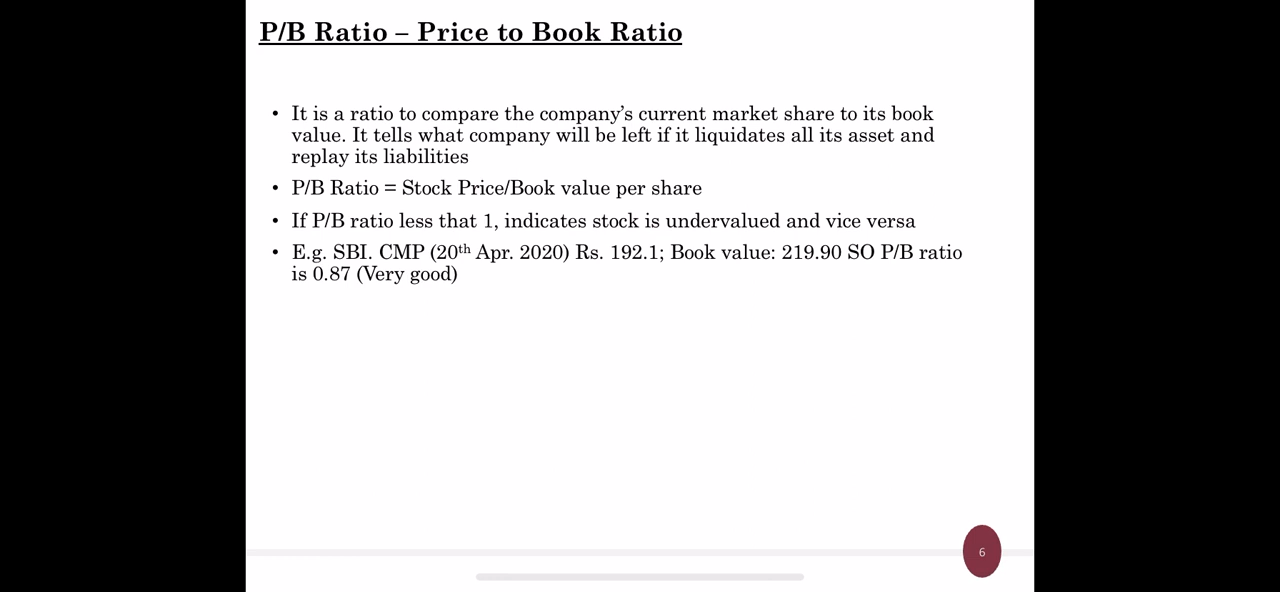 P/B Ratio – Price to Book Ratio
• It is a ratio to compare the company’s current market share to its book
value. It tells what company will be left if it liquidates all its asset and
replay its liabilities
• P/B Ratio = Stock Price/Book value per share
• If P/B ratio less that 1, indicates stock is undervalued and vice versa
• E.g. SBI. CMP (20th Apr. 2020) Rs. 192.1; Book value: 219.90 SO P/B ratio
is 0.87 (Very good)
6